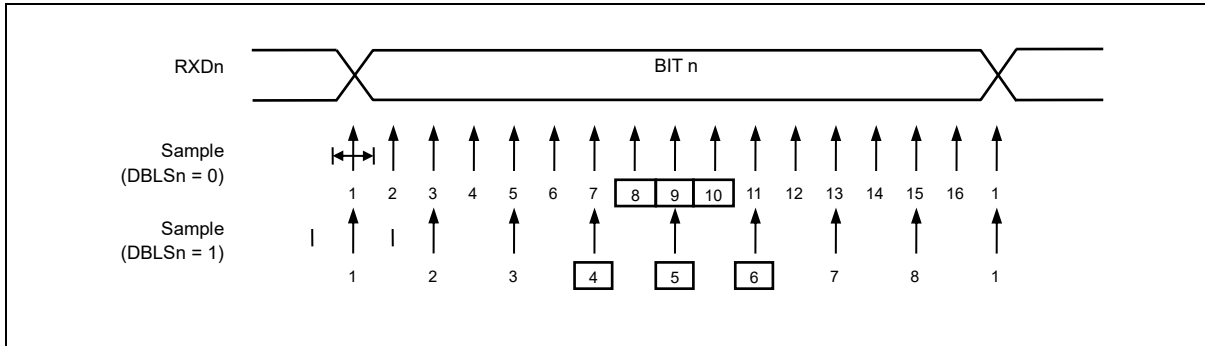 RXDn BIT n
Sample
(DBLSn = 0)
1 2 3 4 5 6 7 8 9 10 11 12 13 14 15 16 1
Sample
(DBLSn = 1)
1 2 3 4 5 6 7 8 1